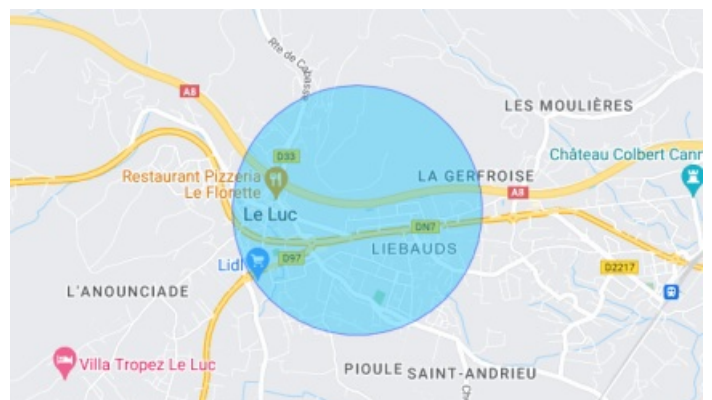 Rte de Cabasse
A8
LES MOULIÈRES
D33
Château Colbert Cann
Restaurant Pizzeria
Le Florette
LA GERFROISE
A8
Le Luc
DN7
LIEBAUDS
Lidl
D97
D2217
L'ANOUNCIADE
Villa Tropez Le Luc
PIOULE
SAINT-ANDRIEU
Ch